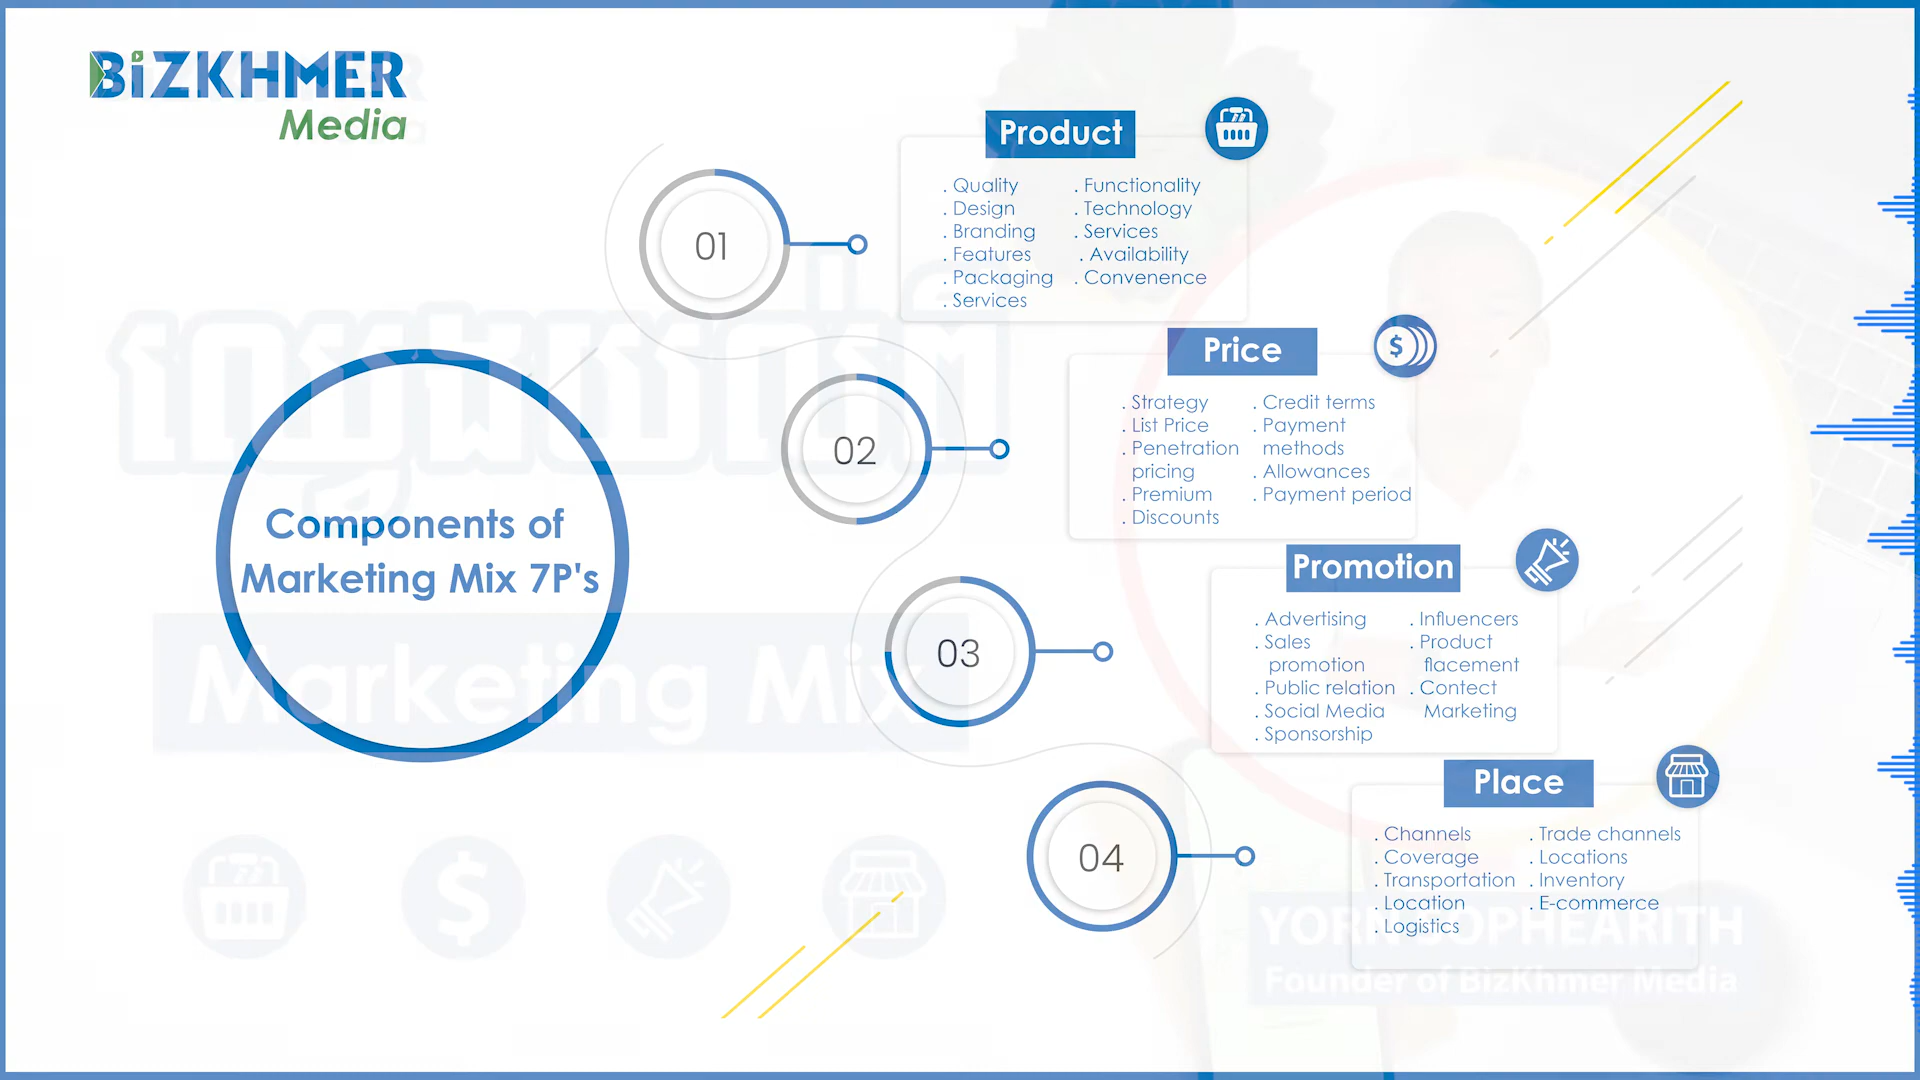 BiZKHMER
Media
Components of
Marketing Mix 7P's
01
Product
. Quality
. Design
. Branding
. Features
. Packaging
. Services
. Functionality
. Technology
. Services
. Availability
. Convenence
02
Price
. Strategy
. List Price
. Penetration
pricing
. Premium
. Discounts
. Credit terms
. Payment
methods
. Allowances
. Payment period
03
Promotion
. Advertising
. Sales
promotion
. Public relation
. Social Media
. Sponsorship
. Influencers
. Product
flacement
. Contect
Marketing
04
Place
. Channels
. Coverage
. Transportation
. Location
. Logistics
. Trade channels
. Locations
. Inventory
. E-commerce
Marketing Mix
YORN SOPHEARITH
Founder of BizKhmer Media